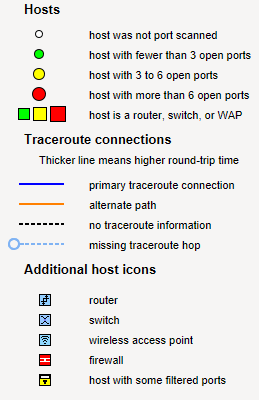 Hosts
host was not port scanned
host with fewer than 3 open ports
host with 3 to 6 open ports
host with more than 6 open ports
host is a router, switch, or WAP
Traceroute connections
Thicker line means higher round-trip time
primary traceroute connection
alternate path
no traceroute information
missing traceroute hop
Additional host icons
router
switch
wireless access point
firewall
host with some filtered ports